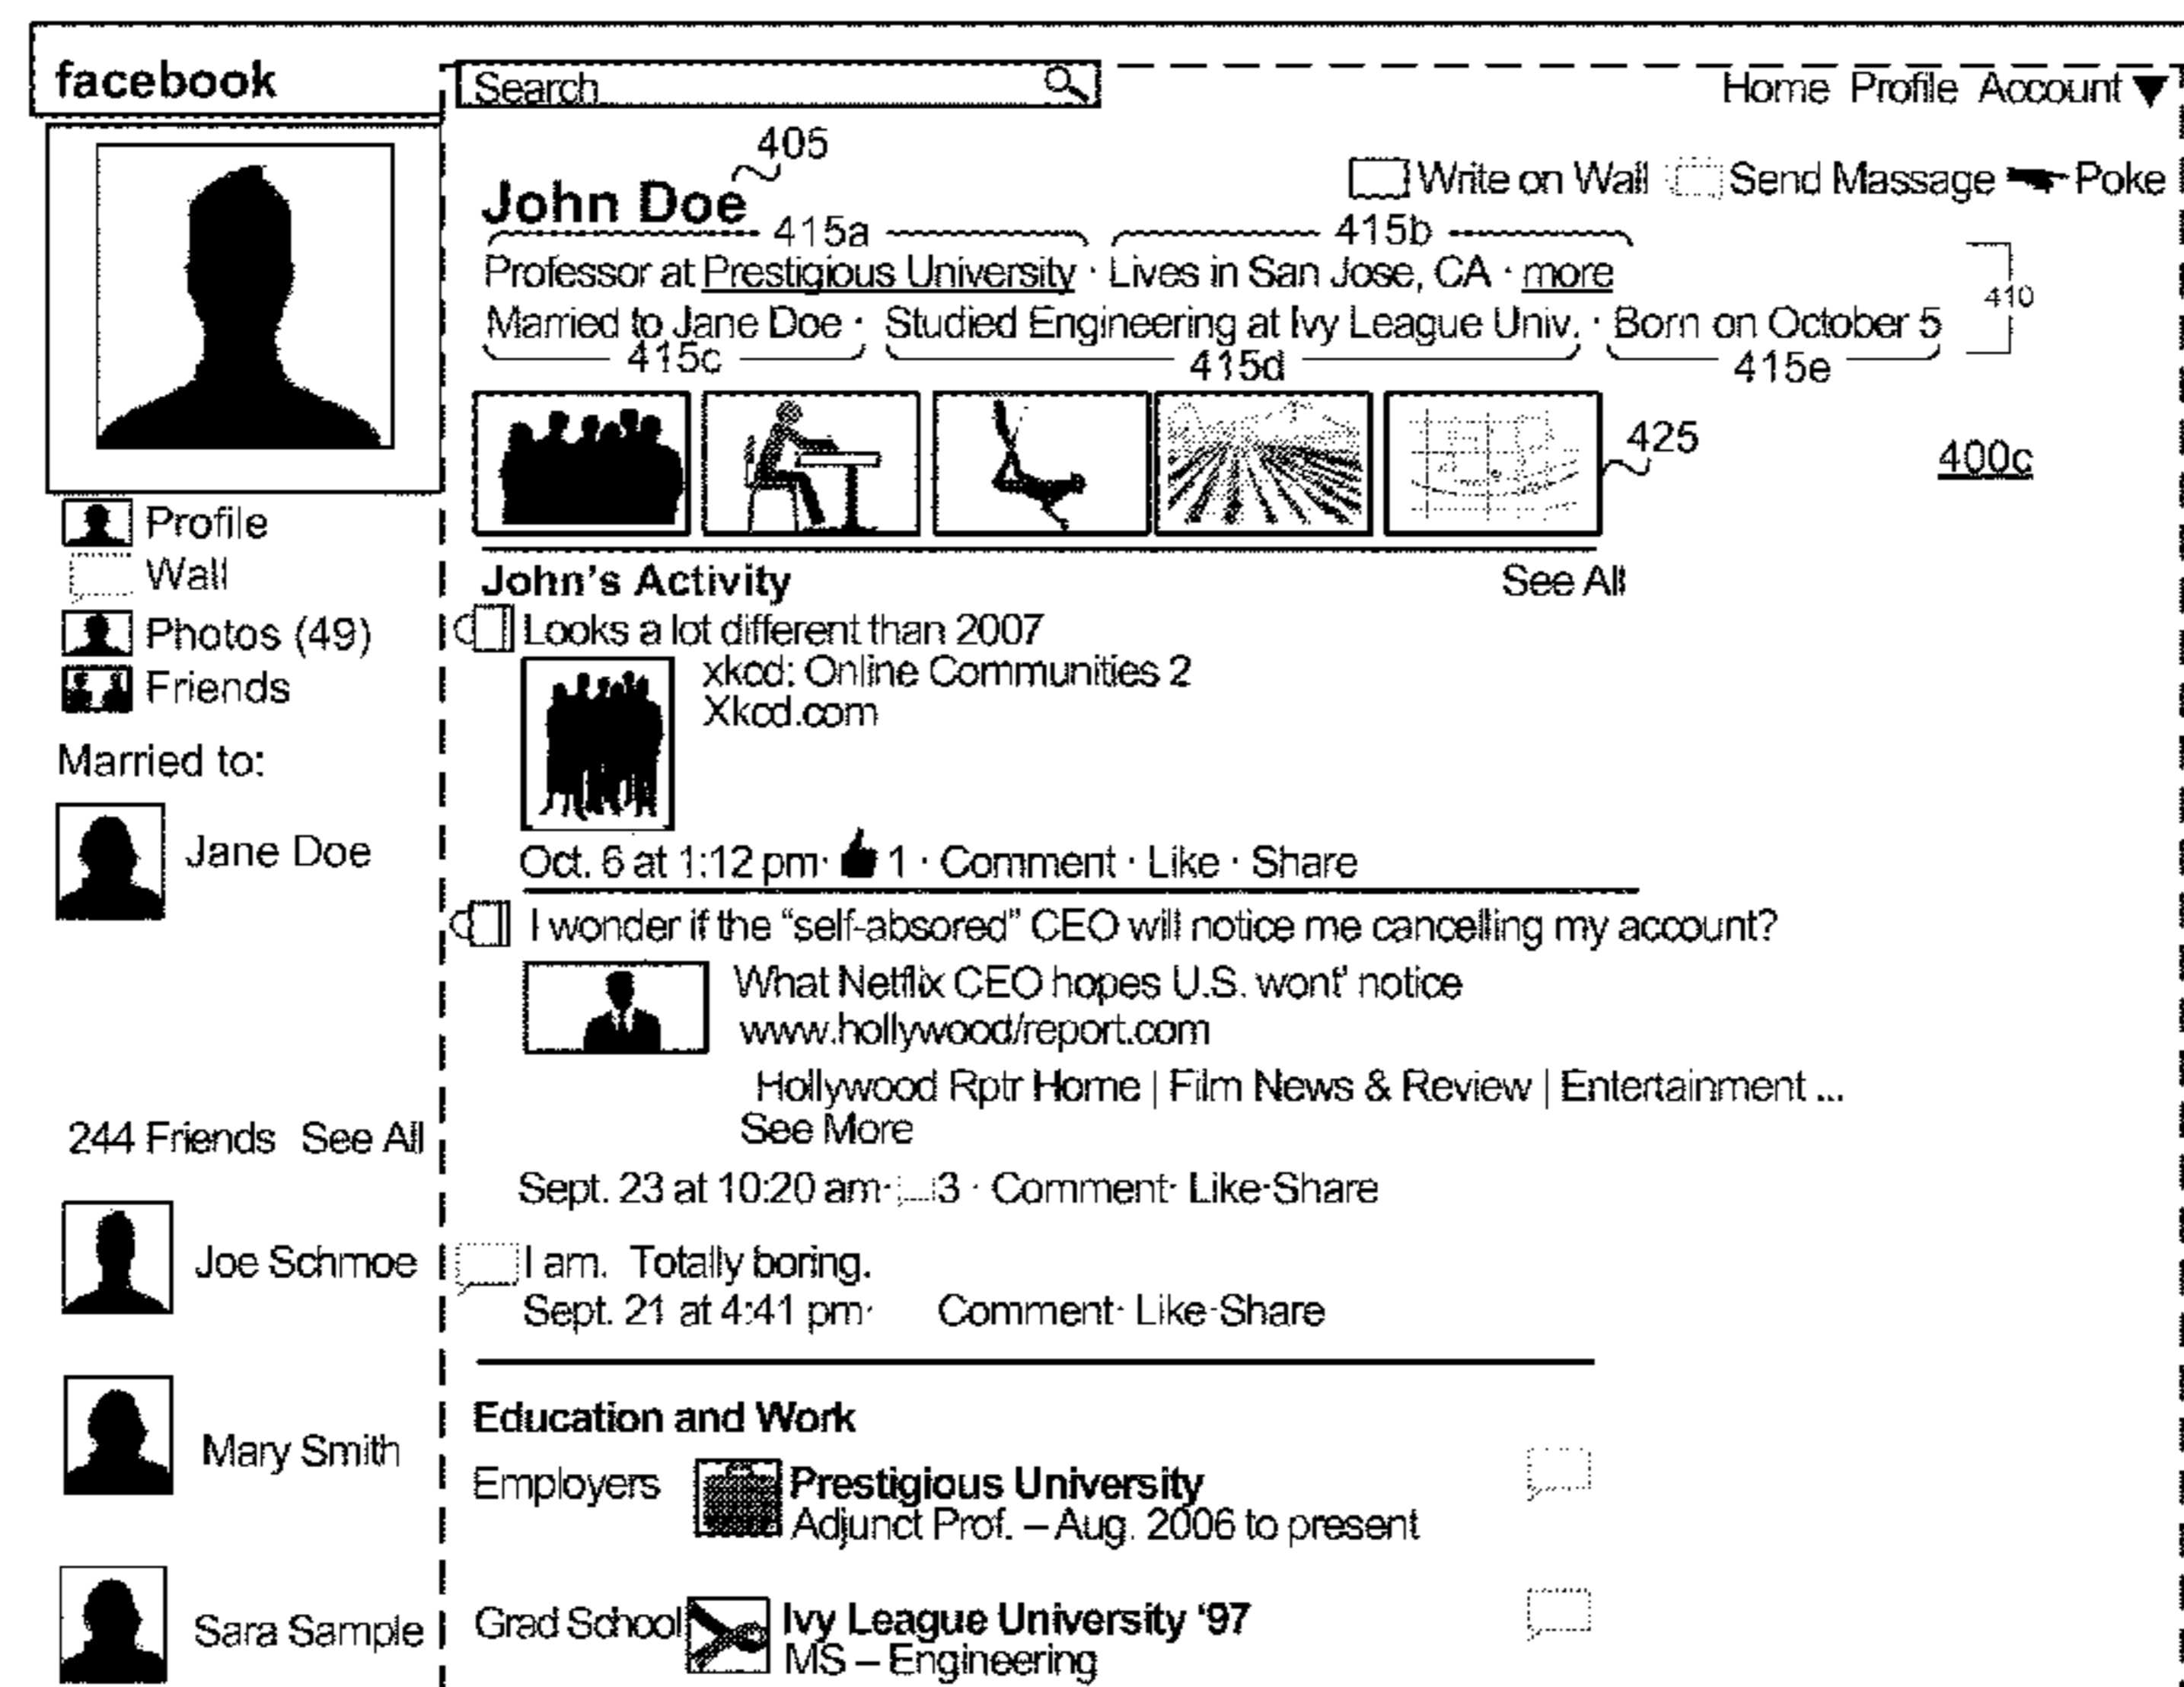 facebook
Search
Home Profile Account
405
John Doe
Write on Wall Send Massage Poke
415a 415b
Professor at Prestigious University · Lives in San Jose, CA · more
410
Married to Jane Doe · Studied Engineering at Ivy League Univ. · Born on October 5
415c 415d 415e
425
400c
Profile
Wall
Photos (49)
Friends
Married to:
Jane Doe
244 Friends See All
Joe Schmoe
Mary Smith
Sara Sample
John's Activity See All
Looks a lot different than 2007
xkcd: Online Communities 2
Xkcd.com
Oct. 6 at 1:12 pm· 1 · Comment · Like · Share
I wonder if the “self-absored” CEO will notice me cancelling my account?
What Netflix CEO hopes U.S. wont' notice
www.hollywood/report.com
Hollywood Rptr Home | Film News & Review | Entertainment ...
See More
Sept. 23 at 10:20 am· 3 · Comment· Like·Share
I am. Totally boring.
Sept. 21 at 4:41 pm· Comment· Like·Share
Education and Work
Employers Prestigious University
Adjunct Prof. – Aug. 2006 to present
Grad School Ivy League University ‘97
MS – Engineering